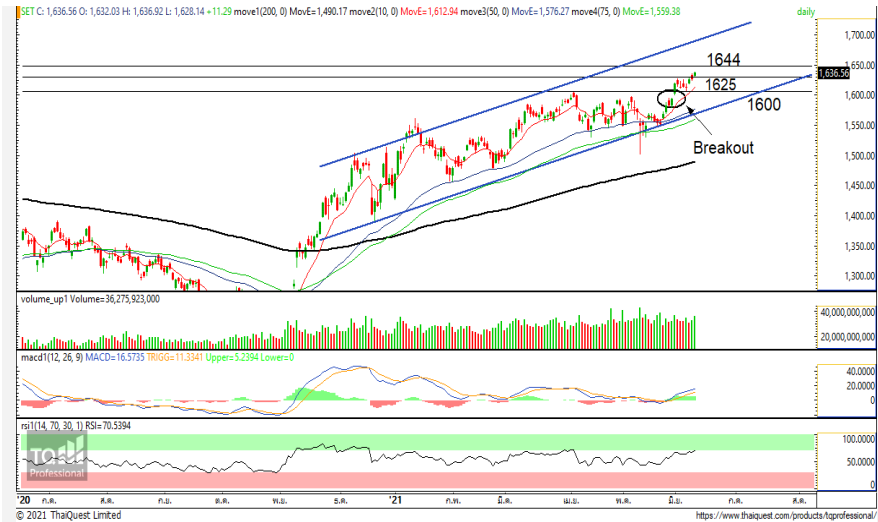 SET C: 1,636.56 O: 1,632.03 H: 1,636.92 L: 1,628.14 +11.29 move1(200, 0) MovE=1,490.17 move2(10, 0) MovE=1,612.94 move3(50, 0) MovE=1,576.27 move4(75, 0) MovE=1,559.38 daily
1,700.00
1644
1,650.00
1,636.56
1625
1,600.00
1600
1,550.00
Breakout
1,500.00
1,450.00
1,400.00
1,350.00
1,300.00
volume_up1 Volume=36,275,923,000
40,000,000,000
20,000,000,000
macd1(12, 26, 9) MACD=16.5735 TRIGG=11.3341 Upper=5.2394 Lower=0
40.0000
20.0000
0
rsi1(14, 70, 30, 1) RSI=70.5394
100.0000
50.0000
0
TQ
Professional
'20 ก.ค. ส.ค. ก.ย. ต.ค. พ.ย. ธ.ค. '21 ก.พ. มี.ค. เม.ย. พ.ค. มิ.ย. ก.ค. ส.ค.
© 2021 ThaiQuest Limited
https://www.thaiquest.com/products/tqprofessional/